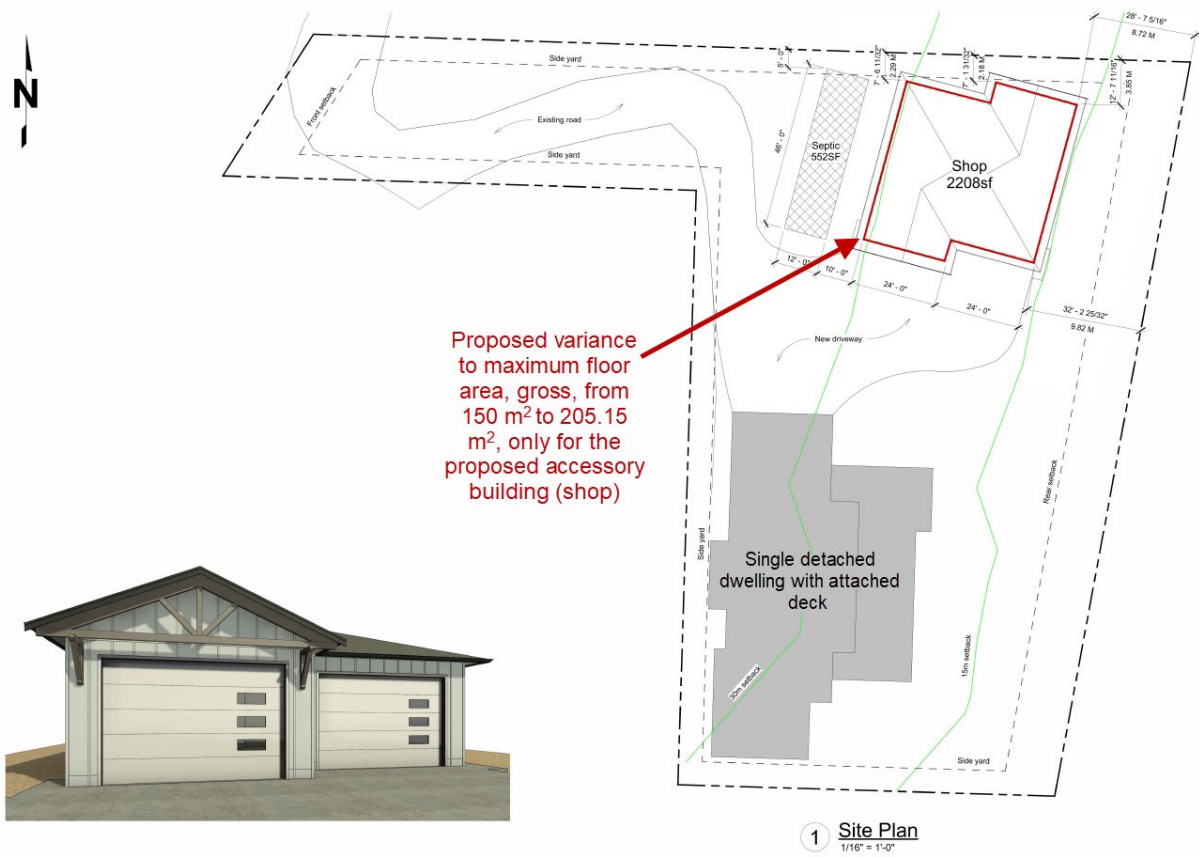 28' - 7 5/16"
8.72 M
N
Side yard
5' - 0"
7' - 6 11/32"
2.29 M
7' - 1 31/32"
2.18 M
12' - 7 11/16"
3.85 M
Front setback
Existing road
Side yard
46' - 0"
Septic
552SF
Shop
2208sf
12' - 0"
10' - 0"
24' - 0"
24' - 0"
32' - 2 25/32"
9.82 M
New driveway
Proposed variance
to maximum floor
area, gross, from
150 m² to 205.15
m², only for the
proposed accessory
building (shop)
Rear setback
Side yard
Single detached
dwelling with attached
deck
30m setback
15m setback
Side yard
1 Site Plan
1/16" = 1'-0"